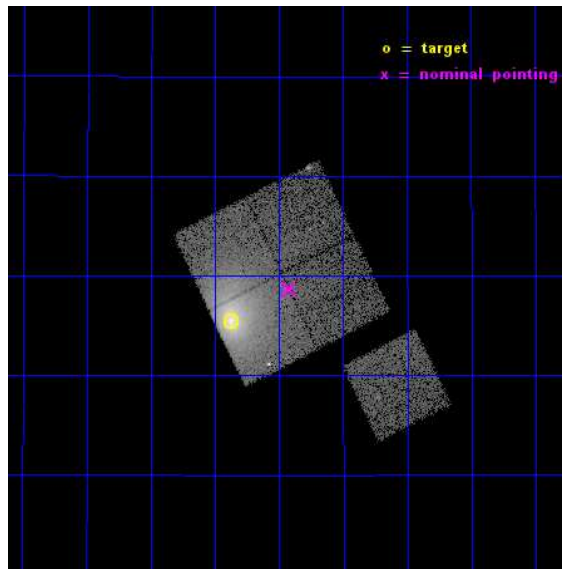 o = target
x = nominal pointing